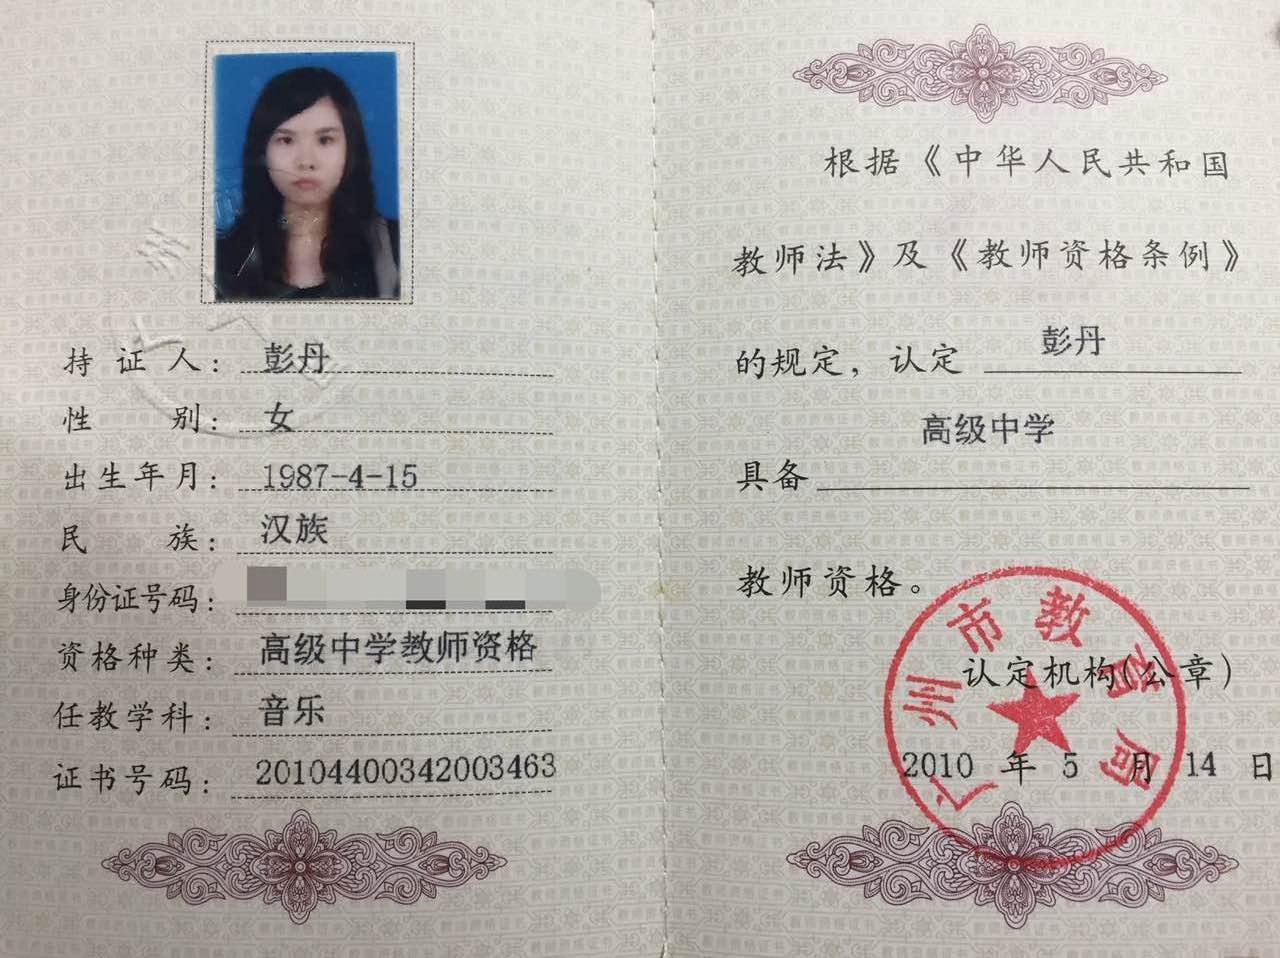 持证人：彭丹
性别：女
出生年月：1987-4-15
民族：汉族
身份证号码：
资格种类：高级中学教师资格
任教学科：音乐
证书号码：20104400342003463
根据《中华人民共和国
教师法》及《教师资格条例》
的规定，认定 彭丹
具备 高级中学
教师资格。
广州市教育局
认定机构(公章)
2010 年 5 月 14 日